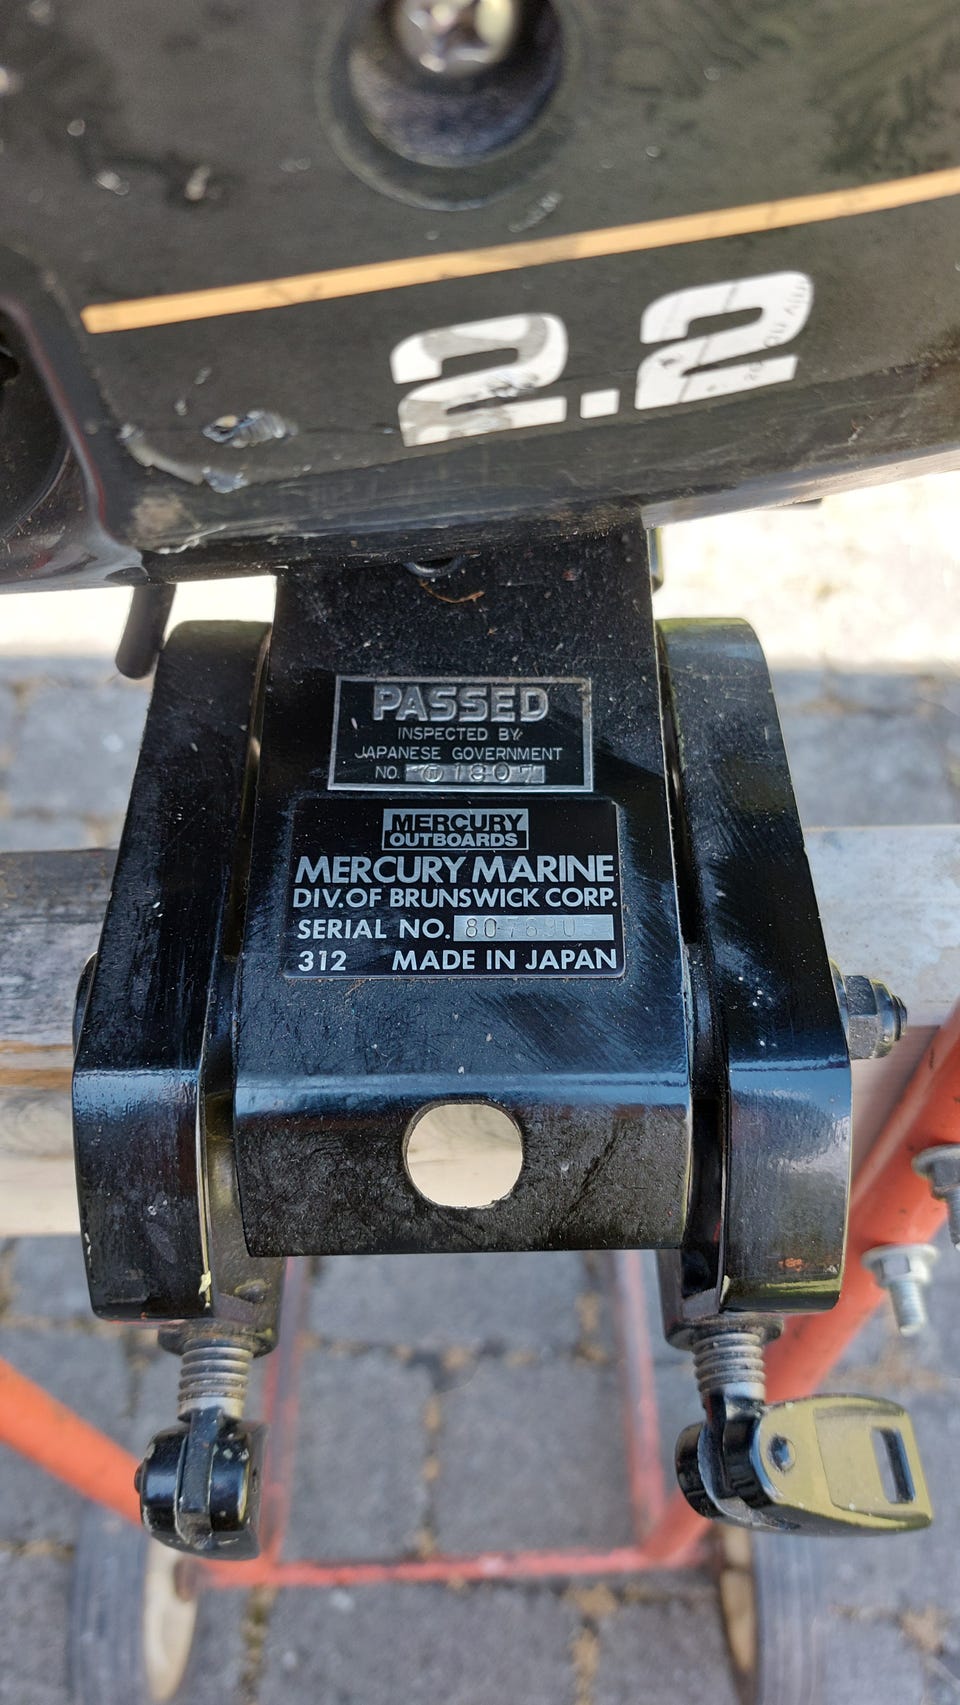 2.2
PASSED
INSPECTED BY
JAPANESE GOVERNMENT
NO.
MERCURY
OUTBOARDS
MERCURY MARINE
DIV. OF BRUNSWICK CORP.
SERIAL NO.
312 MADE IN JAPAN